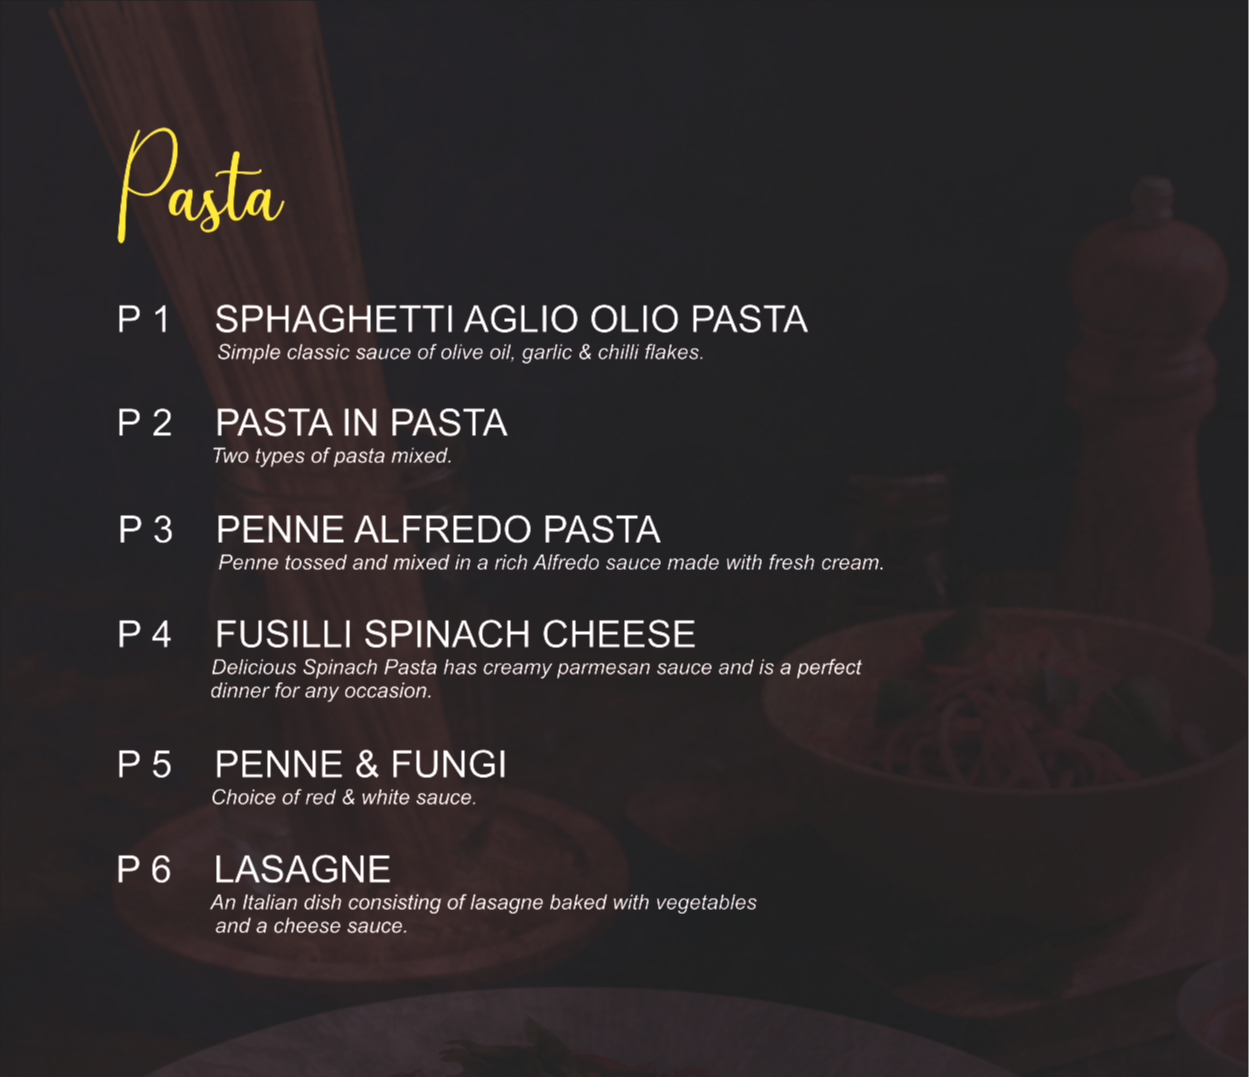 Pasta
P 1 SPHAGHETTI AGLIO OLIO PASTA
Simple classic sauce of olive oil, garlic & chilli flakes.
P 2 PASTA IN PASTA
Two types of pasta mixed.
P 3 PENNE ALFREDO PASTA
Penne tossed and mixed in a rich Alfredo sauce made with fresh cream.
P 4 FUSILLI SPINACH CHEESE
Delicious Spinach Pasta has creamy parmesan sauce and is a perfect
dinner for any occasion.
P 5 PENNE & FUNGI
Choice of red & white sauce.
P 6 LASAGNE
An Italian dish consisting of lasagne baked with vegetables
and a cheese sauce.